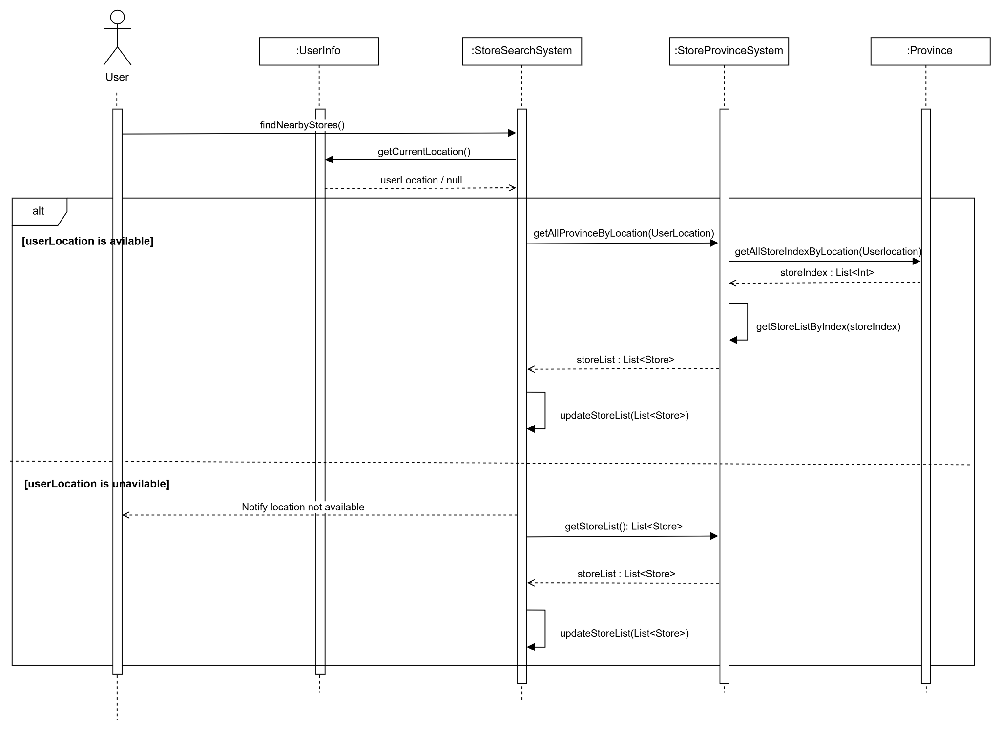 User
:UserInfo
:StoreSearchSystem
:StoreProvinceSystem
:Province
findNearbyStores()
getCurrentLocation()
userLocation / null
alt
[userLocation is avilable]
getAllProvinceByLocation(UserLocation)
getAllStoreIndexByLocation(Userlocation)
storeIndex : List<Int>
getStoreListByIndex(storeIndex)
storeList : List<Store>
updateStoreList(List<Store>)
[userLocation is unavilable]
Notify location not available
getStoreList(): List<Store>
storeList : List<Store>
updateStoreList(List<Store>)